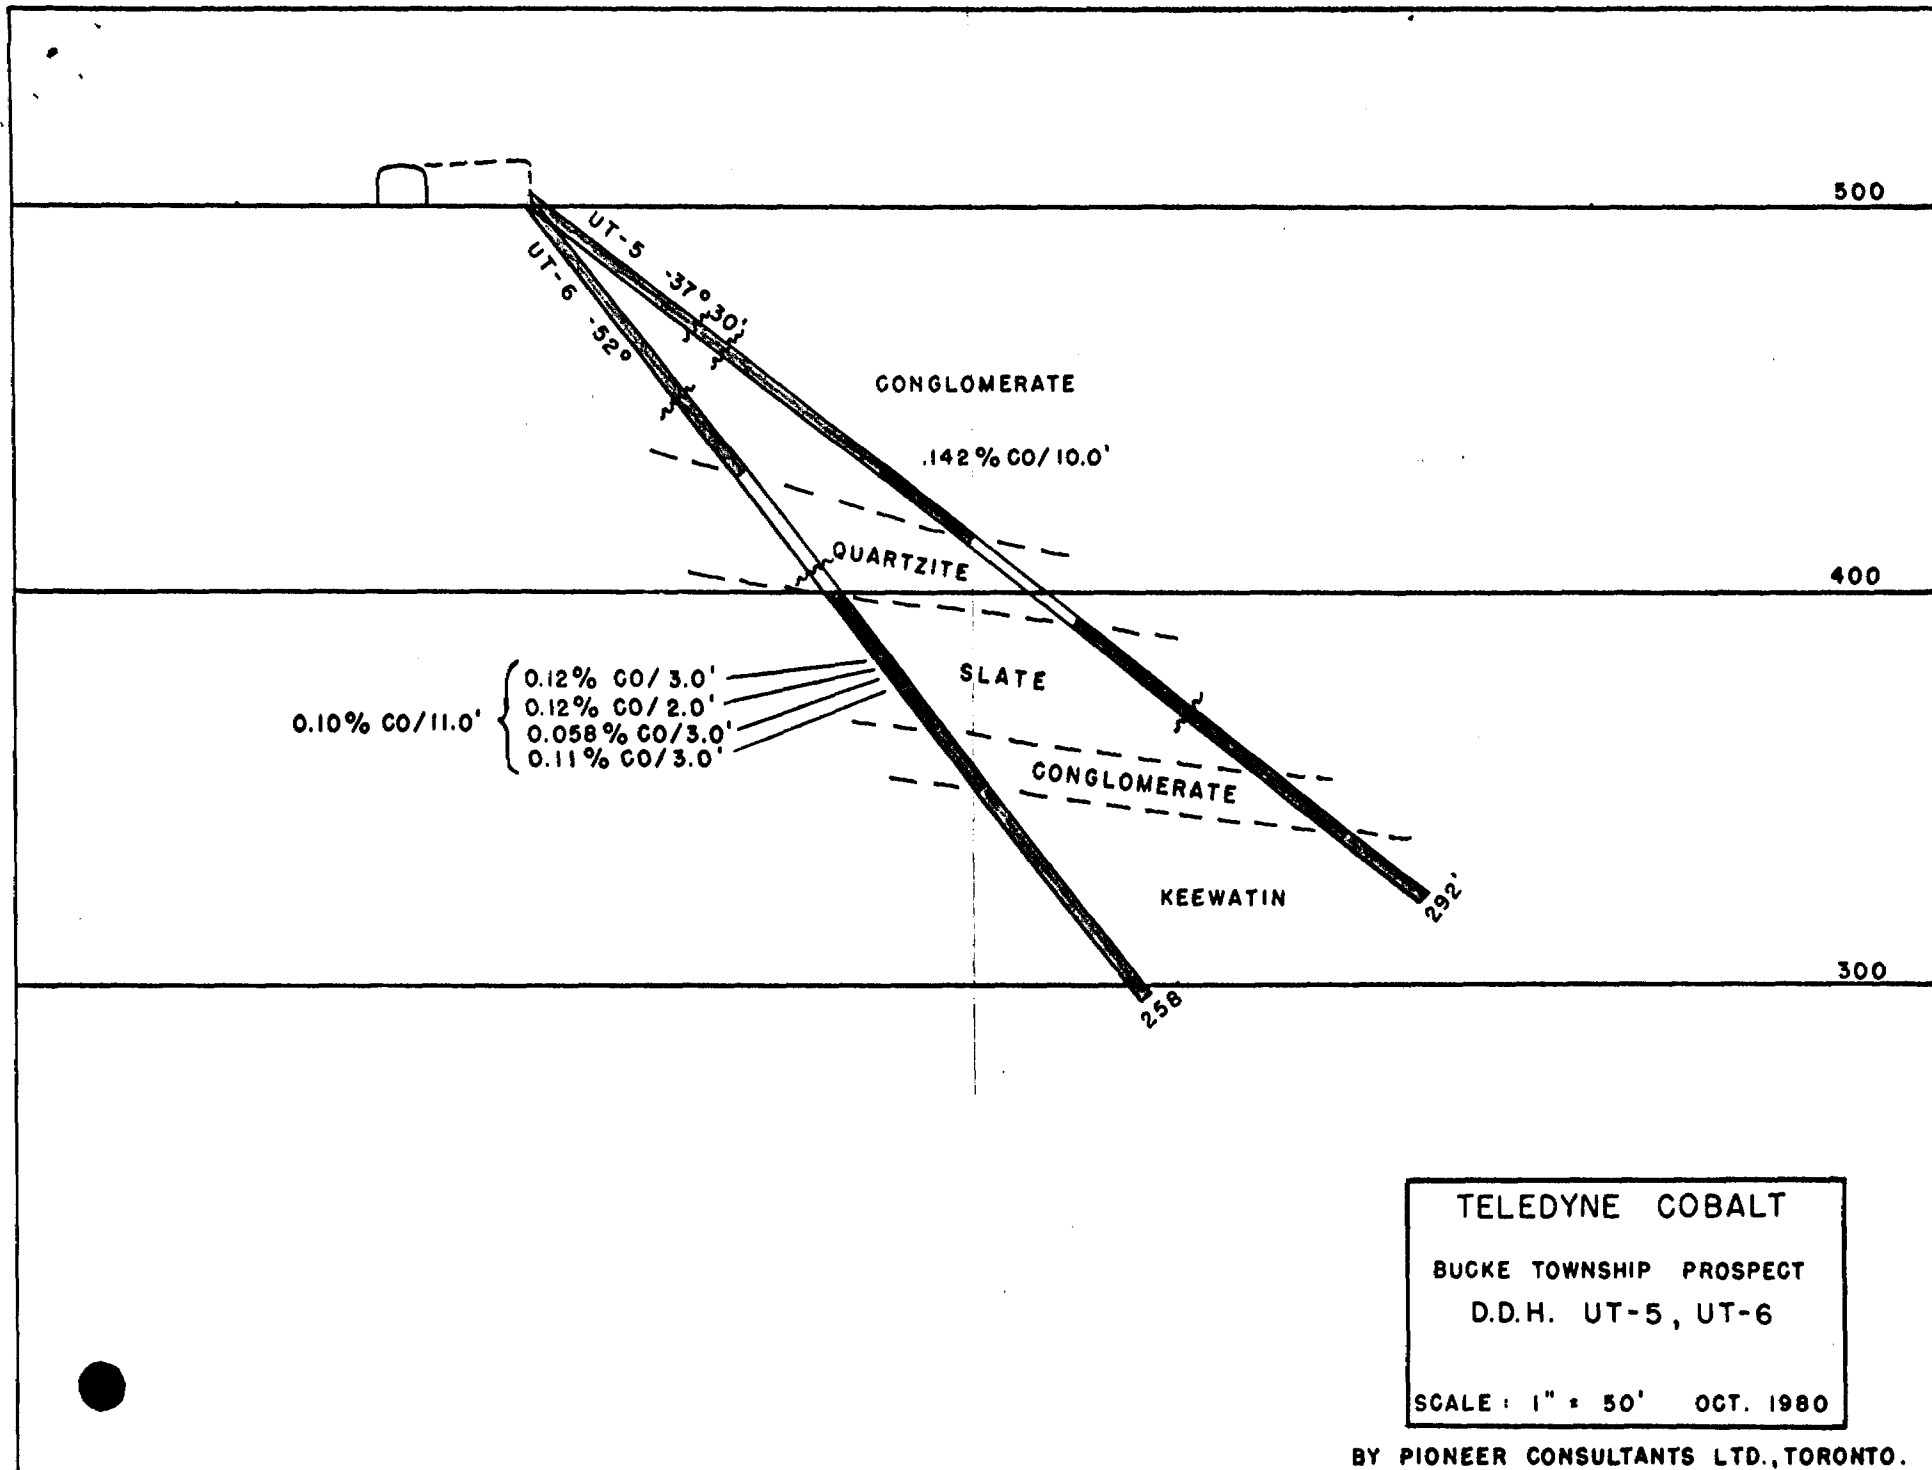 500
UT-5 -37°30'
UT-6 -52°
CONGLOMERATE
.142% CO/10.0'
QUARTZITE
400
SLATE
0.10% CO/11.0'
0.12% CO/3.0'
0.12% CO/2.0'
0.058% CO/3.0'
0.11% CO/3.0'
CONGLOMERATE
KEEWATIN
292'
300
258
TELEDYNE COBALT
BUCKE TOWNSHIP PROSPECT
D.D.H. UT-5, UT-6
SCALE: 1" = 50' OCT. 1980
BY PIONEER CONSULTANTS LTD., TORONTO.